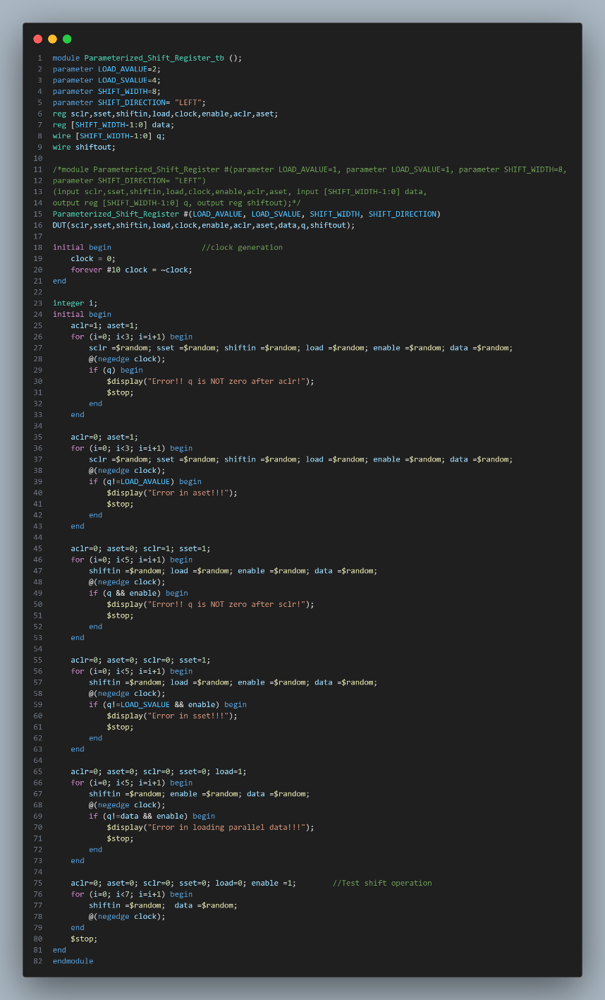 1 module Parameterized_Shift_Register_tb ();
2 parameter LOAD_AVALUE=2;
3 parameter LOAD_SVALUE=4;
4 parameter SHIFT_WIDTH=8;
5 parameter SHIFT_DIRECTION= "LEFT";
6 reg sclr,sset,shiftin,load,clock,enable,aclr,aset;
7 reg [SHIFT_WIDTH-1:0] data;
8 wire [SHIFT_WIDTH-1:0] q;
9 wire shiftout;
10
11 /*module Parameterized_Shift_Register #(parameter LOAD_AVALUE=1, parameter LOAD_SVALUE=1, parameter SHIFT_WIDTH=8,
12 parameter SHIFT_DIRECTION= "LEFT")
13 (input sclr,sset,shiftin,load,clock,enable,aclr,aset, input [SHIFT_WIDTH-1:0] data,
14 output reg [SHIFT_WIDTH-1:0] q, output reg shiftout);*/
15 Parameterized_Shift_Register #(LOAD_AVALUE, LOAD_SVALUE, SHIFT_WIDTH, SHIFT_DIRECTION)
16 DUT(sclr,sset,shiftin,load,clock,enable,aclr,aset,data,q,shiftout);
17
18 initial begin                    //clock generation
19     clock = 0;
20     forever #10 clock = ~clock;
21 end
22
23 integer i;
24 initial begin
25     aclr=1; aset=1;
26     for (i=0; i<3; i=i+1) begin
27         sclr =$random; sset =$random; shiftin =$random; load =$random; enable =$random; data =$random;
28         @(negedge clock);
29         if (q) begin
30             $display("Error!! q is NOT zero after aclr!");
31             $stop;
32         end
33     end
34
35     aclr=0; aset=1;
36     for (i=0; i<3; i=i+1) begin
37         sclr =$random; sset =$random; shiftin =$random; load =$random; enable =$random; data =$random;
38         @(negedge clock);
39         if (q!=LOAD_AVALUE) begin
40             $display("Error in aset!!!");
41             $stop;
42         end
43     end
44
45     aclr=0; aset=0; sclr=1; sset=1;
46     for (i=0; i<5; i=i+1) begin
47         shiftin =$random; load =$random; enable =$random; data =$random;
48         @(negedge clock);
49         if (q && enable) begin
50             $display("Error!! q is NOT zero after sclr!");
51             $stop;
52         end
53     end
54
55     aclr=0; aset=0; sclr=0; sset=1;
56     for (i=0; i<5; i=i+1) begin
57         shiftin =$random; load =$random; enable =$random; data =$random;
58         @(negedge clock);
59         if (q!=LOAD_SVALUE && enable) begin
60             $display("Error in sset!!!");
61             $stop;
62         end
63     end
64
65     aclr=0; aset=0; sclr=0; sset=0; load=1;
66     for (i=0; i<5; i=i+1) begin
67         shiftin =$random; enable =$random; data =$random;
68         @(negedge clock);
69         if (q!=data && enable) begin
70             $display("Error in loading parallel data!!!");
71             $stop;
72         end
73     end
74
75     aclr=0; aset=0; sclr=0; sset=0; load=0; enable =1;        //Test shift operation
76     for (i=0; i<7; i=i+1) begin
77         shiftin =$random;  data =$random;
78         @(negedge clock);
79     end
80     $stop;
81 end
82 endmodule